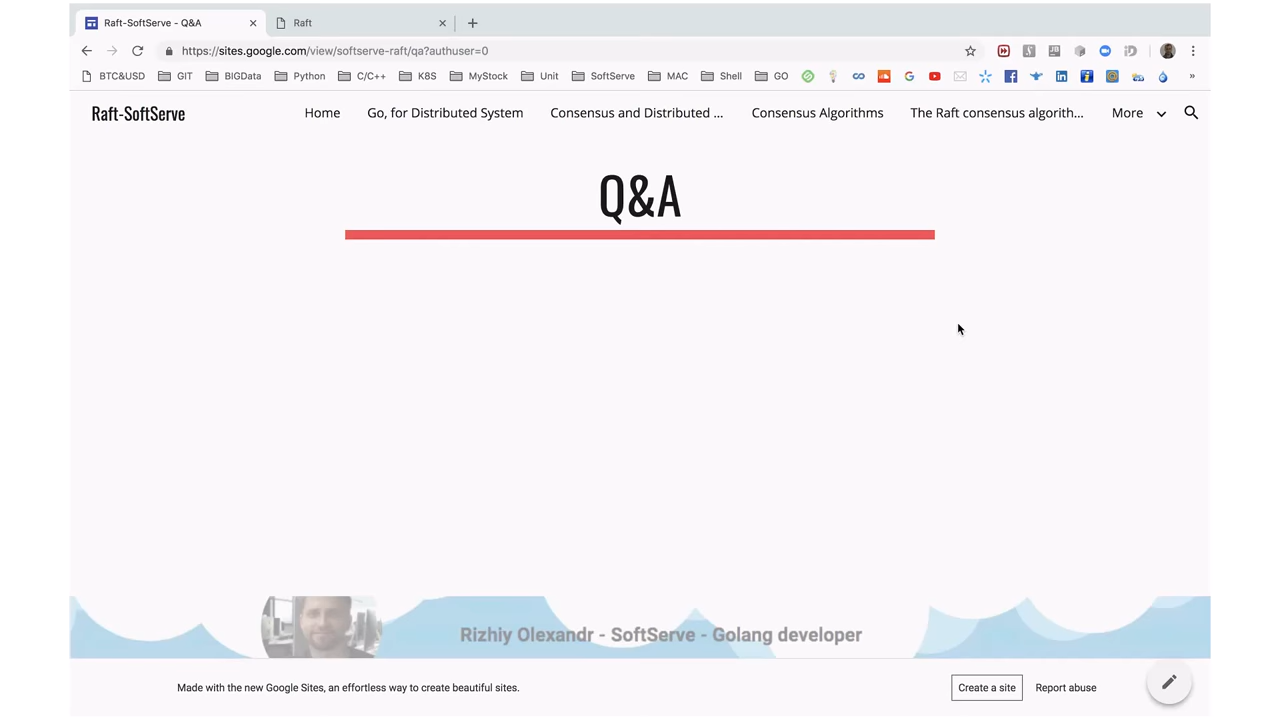 Raft-SoftServe - Q&A
Raft
https://sites.google.com/view/softserve-raft/qa?authuser=0
BTC&USD GIT BIGData Python C/C++ K8S MyStock Unit SoftServe MAC Shell GO »
Raft-SoftServe Home Go, for Distributed System Consensus and Distributed ... Consensus Algorithms The Raft consensus algorith... More
Q&A
Rizhiy Olexandr - SoftServe - Golang developer
Made with the new Google Sites, an effortless way to create beautiful sites. Create a site Report abuse